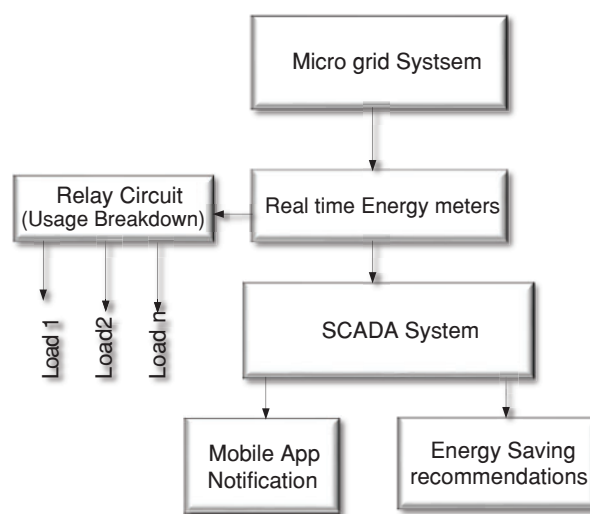 Micro grid Systsem
Relay Circuit
(Usage Breakdown)
Real time Energy meters
Load 1
Load2
Load n
SCADA System
Mobile App
Notification
Energy Saving
recommendations